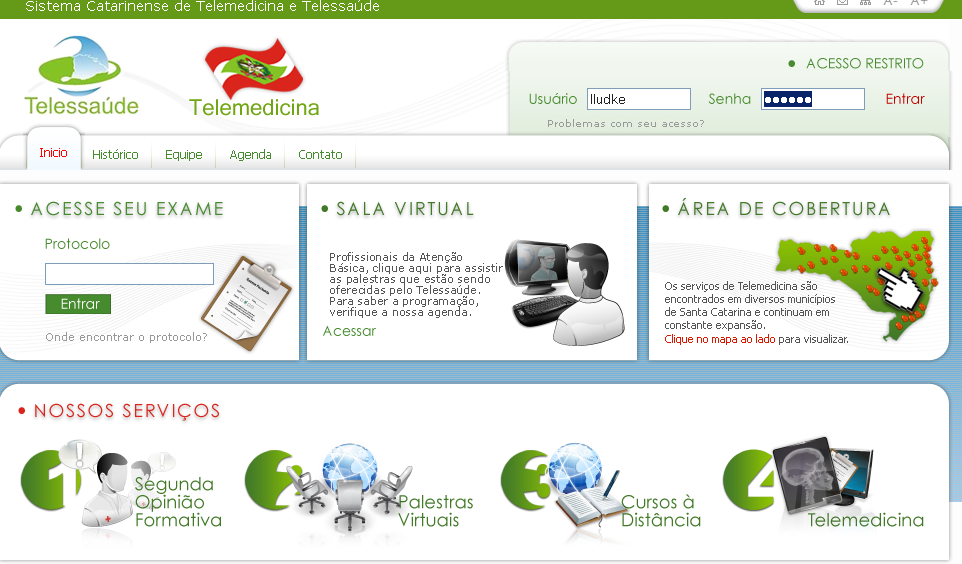 Sistema Catarinense de Telemedicina e Telessaúde
A- A+
Telessaúde
Telemedicina
ACESSO RESTRITO
Usuário lludke Senha ●●●●●● Entrar
Problemas com seu acesso?
Inicio Histórico Equipe Agenda Contato
ACESSE SEU EXAME
Protocolo
Entrar
Onde encontrar o protocolo?
SALA VIRTUAL
Profissionais da Atenção
Básica, clique aqui para assistir
as palestras que estão sendo
oferecidas pelo Telessaúde.
Para saber a programação,
verifique a nossa agenda.
Acessar
ÁREA DE COBERTURA
Os serviços de Telemedicina são
encontrados em diversos municípios
de Santa Catarina e continuam em
constante expansão.
Clique no mapa ao lado para visualizar.
NOSSOS SERVIÇOS
1
Segunda
Opinião
Formativa
2
Palestras
Virtuais
3
Cursos à
Distância
4
Telemedicina